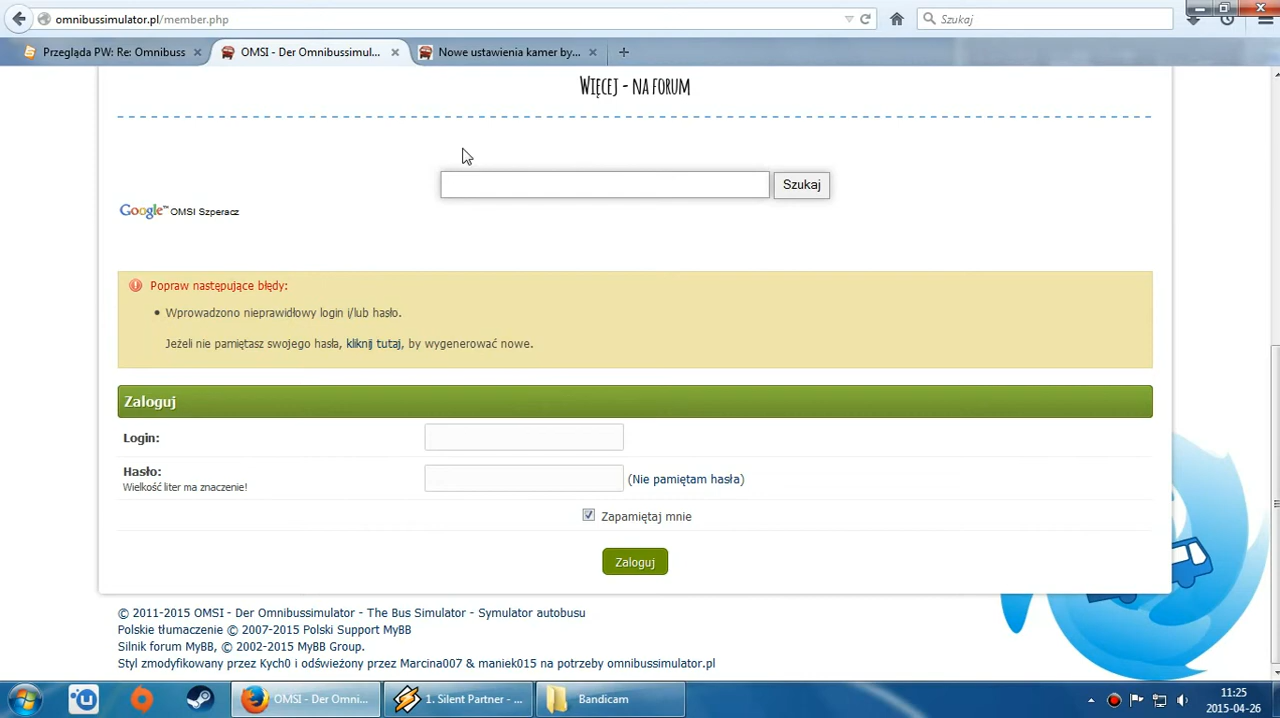 omnibussimulator.pl/member.php
Szukaj
Przegląda PW: Re: Omnibuss
OMSI - Der Omnibussimul...
Nowe ustawienia kamer by...
Więcej - na forum
Szukaj
Google™ OMSI Szperacz
Popraw następujące błędy:
• Wprowadzono nieprawidłowy login i/lub hasło.
Jeżeli nie pamiętasz swojego hasła, kliknij tutaj, by wygenerować nowe.
Zaloguj
Login:
Hasło:
(Nie pamiętam hasła)
Wielkość liter ma znaczenie!
Zapamiętaj mnie
Zaloguj
© 2011-2015 OMSI - Der Omnibussimulator - The Bus Simulator - Symulator autobusu
Polskie tłumaczenie © 2007-2015 Polski Support MyBB
Silnik forum MyBB, © 2002-2015 MyBB Group.
Styl zmodyfikowany przez Kych0 i odświeżony przez Marcina007 & maniek015 na potrzeby omnibussimulator.pl
OMSI - Der Omni...
1. Silent Partner - ...
Bandicam
11:25
2015-04-26